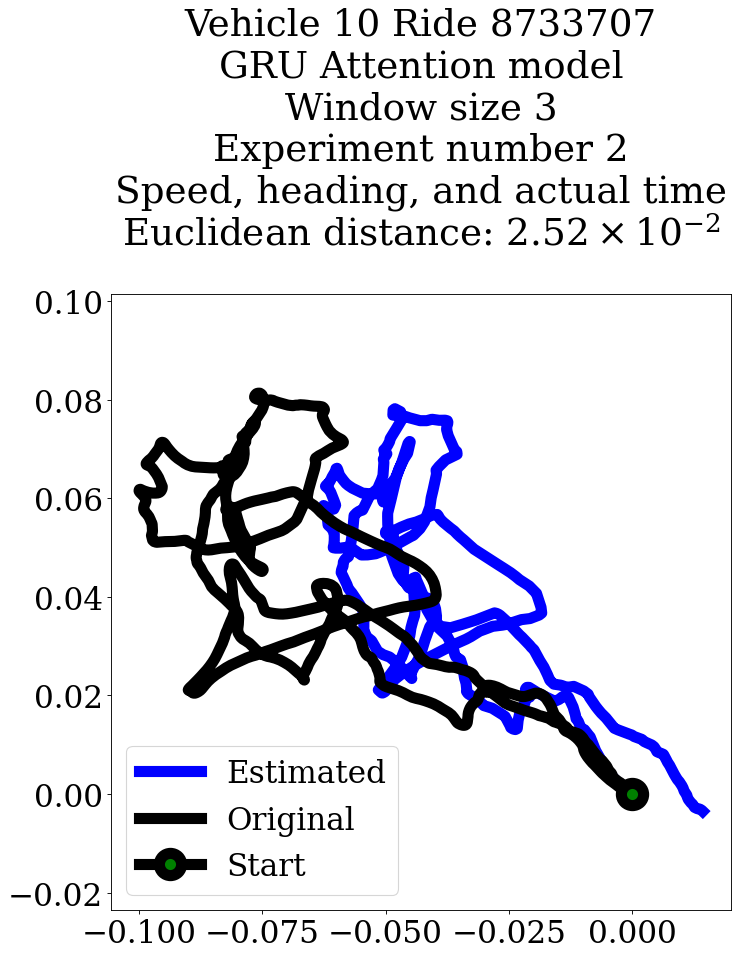 Vehicle 10 Ride 8733707
GRU Attention model
Window size 3
Experiment number 2
Speed, heading, and actual time
Euclidean distance: 2.52 × 10⁻²
0.10
0.08
0.06
0.04
0.02
0.00
−0.02
Estimated
Original
Start
−0.100 −0.075 −0.050 −0.025 0.000